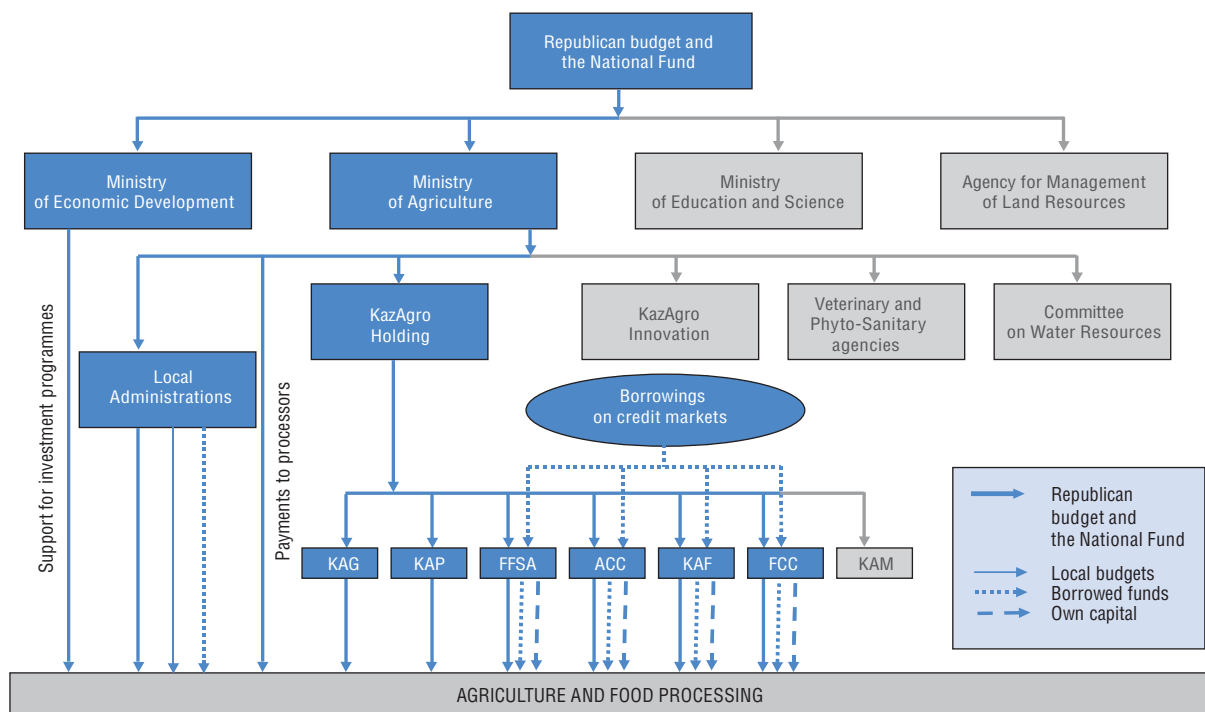 Republican budget and
the National Fund
Ministry
of Economic Development
Ministry
of Agriculture
Ministry
of Education and Science
Agency for Management
of Land Resources
Support for investment programmes
Local
Administrations
Payments to processors
KazAgro
Holding
KazAgro
Innovation
Veterinary and
Phyto-Sanitary
agencies
Committee
on Water Resources
Borrowings
on credit markets
KAG
KAP
FFSA
ACC
KAF
FCC
KAM
Republican
budget and
the National Fund
Local budgets
Borrowed funds
Own capital
AGRICULTURE AND FOOD PROCESSING